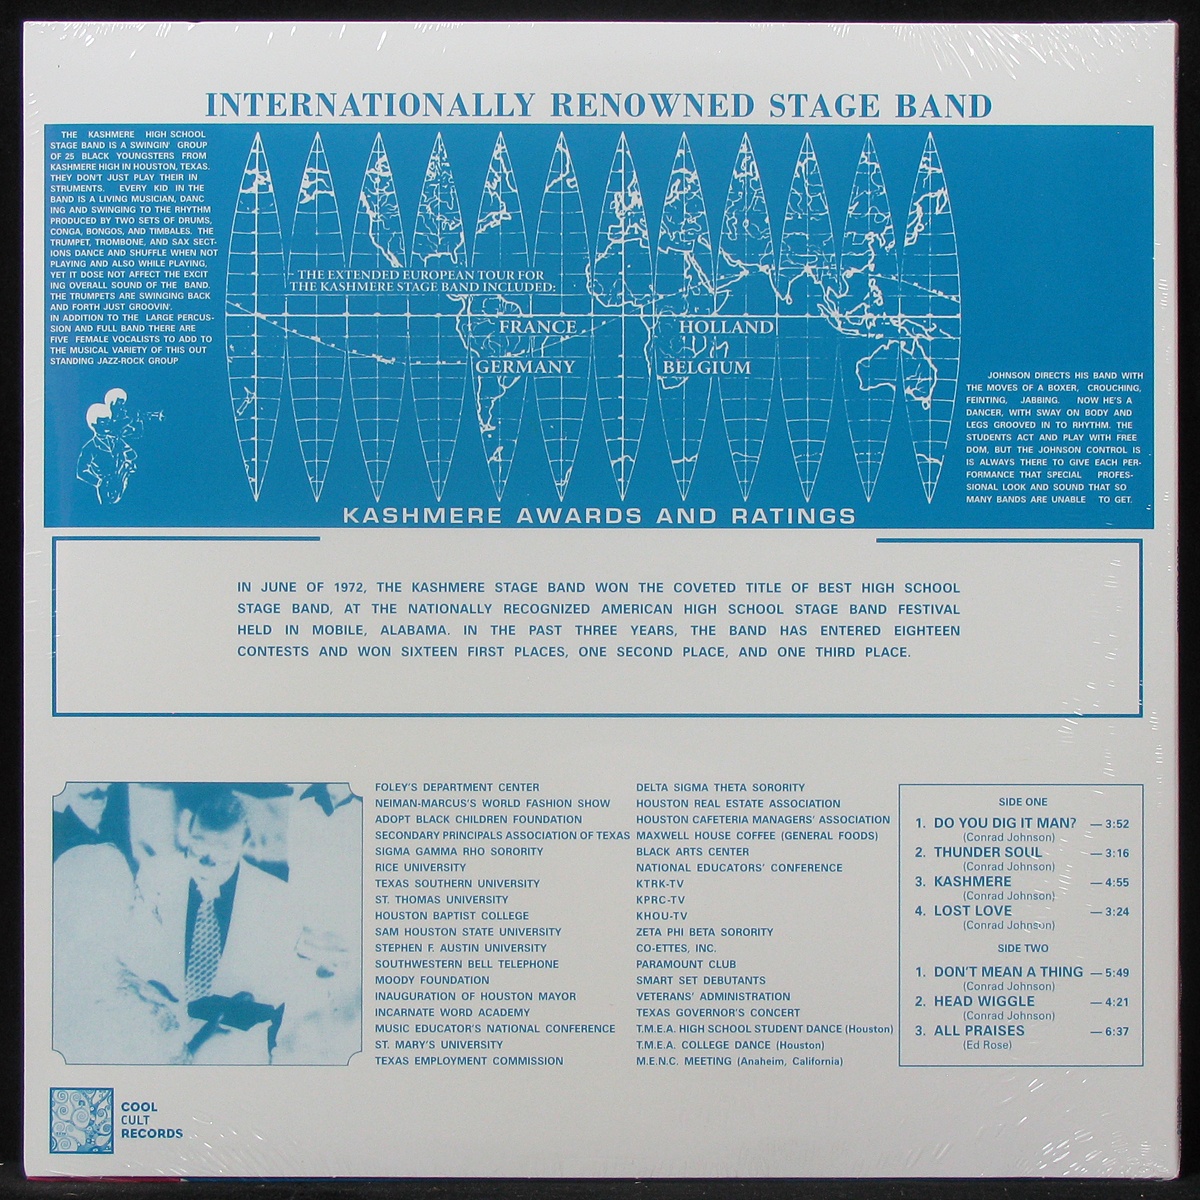 INTERNATIONALLY RENOWNED STAGE BAND
THE KASHMERE HIGH SCHOOL
STAGE BAND IS A SWINGIN' GROUP
OF 25 BLACK YOUNGSTERS FROM
KASHMERE HIGH IN HOUSTON, TEXAS.
THEY DON'T JUST PLAY THEIR IN
STRUMENTS. EVERY KID IN THE
BAND IS A LIVING MUSICIAN, DANC
ING AND SWINGING TO THE RHYTHM
PRODUCED BY TWO SETS OF DRUMS,
CONGA, BONGOS, AND TIMBALES. THE
TRUMPET, TROMBONE, AND SAX SECT-
IONS DANCE AND SHUFFLE WHEN NOT
PLAYING AND ALSO WHILE PLAYING,
YET IT DOSE NOT AFFECT THE EXCIT
ING OVERALL SOUND OF THE BAND.
THE TRUMPETS ARE SWINGING BACK
AND FORTH JUST GROOVIN'.
IN ADDITION TO THE LARGE PERCUS-
SION AND FULL BAND THERE ARE
FIVE FEMALE VOCALISTS TO ADD TO
THE MUSICAL VARIETY OF THIS OUT
STANDING JAZZ-ROCK GROUP
THE EXTENDED EUROPEAN TOUR FOR
THE KASHMERE STAGE BAND INCLUDED:
FRANCE HOLLAND
GERMANY BELGIUM
JOHNSON DIRECTS HIS BAND WITH
THE MOVES OF A BOXER, CROUCHING,
FEINTING, JABBING. NOW HE'S A
DANCER, WITH SWAY ON BODY AND
LEGS GROOVED IN TO RHYTHM. THE
STUDENTS ACT AND PLAY WITH FREE
DOM, BUT THE JOHNSON CONTROL IS
IS ALWAYS THERE TO GIVE EACH PER-
FORMANCE THAT SPECIAL PROFES-
SIONAL LOOK AND SOUND THAT SO
MANY BANDS ARE UNABLE TO GET.
KASHMERE AWARDS AND RATINGS
IN JUNE OF 1972, THE KASHMERE STAGE BAND WON THE COVETED TITLE OF BEST HIGH SCHOOL
STAGE BAND, AT THE NATIONALLY RECOGNIZED AMERICAN HIGH SCHOOL STAGE BAND FESTIVAL
HELD IN MOBILE, ALABAMA. IN THE PAST THREE YEARS, THE BAND HAS ENTERED EIGHTEEN
CONTESTS AND WON SIXTEEN FIRST PLACES, ONE SECOND PLACE, AND ONE THIRD PLACE.
FOLEY'S DEPARTMENT CENTER
NEIMAN-MARCUS'S WORLD FASHION SHOW
ADOPT BLACK CHILDREN FOUNDATION
SECONDARY PRINCIPALS ASSOCIATION OF TEXAS
SIGMA GAMMA RHO SORORITY
RICE UNIVERSITY
TEXAS SOUTHERN UNIVERSITY
ST. THOMAS UNIVERSITY
HOUSTON BAPTIST COLLEGE
SAM HOUSTON STATE UNIVERSITY
STEPHEN F. AUSTIN UNIVERSITY
SOUTHWESTERN BELL TELEPHONE
MOODY FOUNDATION
INAUGURATION OF HOUSTON MAYOR
INCARNATE WORD ACADEMY
MUSIC EDUCATOR'S NATIONAL CONFERENCE
ST. MARY'S UNIVERSITY
TEXAS EMPLOYMENT COMMISSION
DELTA SIGMA THETA SORORITY
HOUSTON REAL ESTATE ASSOCIATION
HOUSTON CAFETERIA MANAGERS' ASSOCIATION
MAXWELL HOUSE COFFEE (GENERAL FOODS)
BLACK ARTS CENTER
NATIONAL EDUCATORS' CONFERENCE
KTRK-TV
KPRC-TV
KHOU-TV
ZETA PHI BETA SORORITY
CO-ETTES, INC.
PARAMOUNT CLUB
SMART SET DEBUTANTS
VETERANS' ADMINISTRATION
TEXAS GOVERNOR'S CONCERT
T.M.E.A. HIGH SCHOOL STUDENT DANCE (Houston)
T.M.E.A. COLLEGE DANCE (Houston)
M.E.N.C. MEETING (Anaheim, California)
SIDE ONE
1. DO YOU DIG IT MAN? — 3:52
(Conrad Johnson)
2. THUNDER SOUL — 3:16
(Conrad Johnson)
3. KASHMERE — 4:55
(Conrad Johnson)
4. LOST LOVE — 3:24
(Conrad Johnson)
SIDE TWO
1. DON'T MEAN A THING — 5:49
(Conrad Johnson)
2. HEAD WIGGLE — 4:21
(Conrad Johnson)
3. ALL PRAISES — 6:37
(Ed Rose)
COOL
CULT
RECORDS